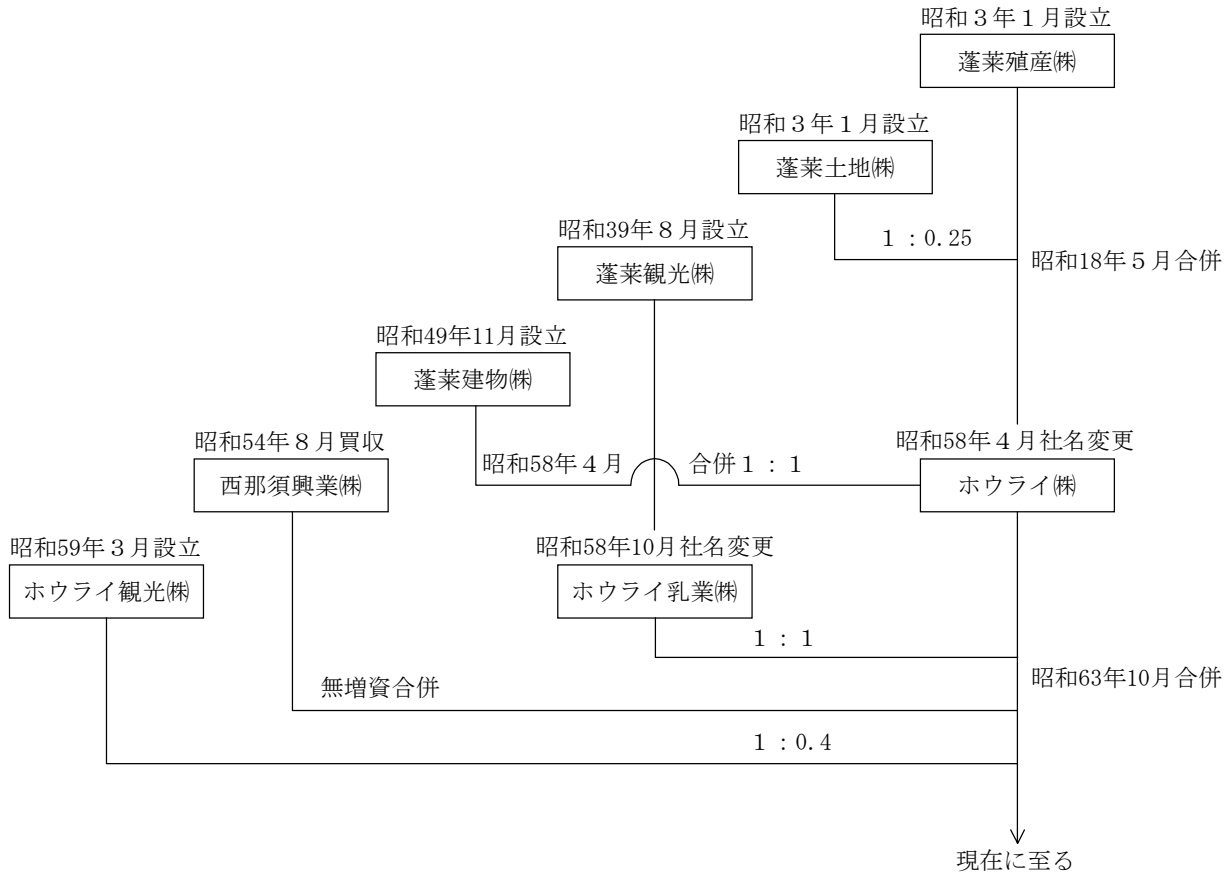 昭和３年１月設立
蓬莱殖産㈱
昭和３年１月設立
蓬莱土地㈱
１：0.25
昭和18年５月合併
昭和39年８月設立
蓬莱観光㈱
昭和49年11月設立
蓬莱建物㈱
昭和54年８月買収
西那須興業㈱
昭和58年４月
合併１：１
昭和58年４月社名変更
ホウライ㈱
昭和59年３月設立
ホウライ観光㈱
昭和58年10月社名変更
ホウライ乳業㈱
１：１
昭和63年10月合併
無増資合併
１：0.4
現在に至る